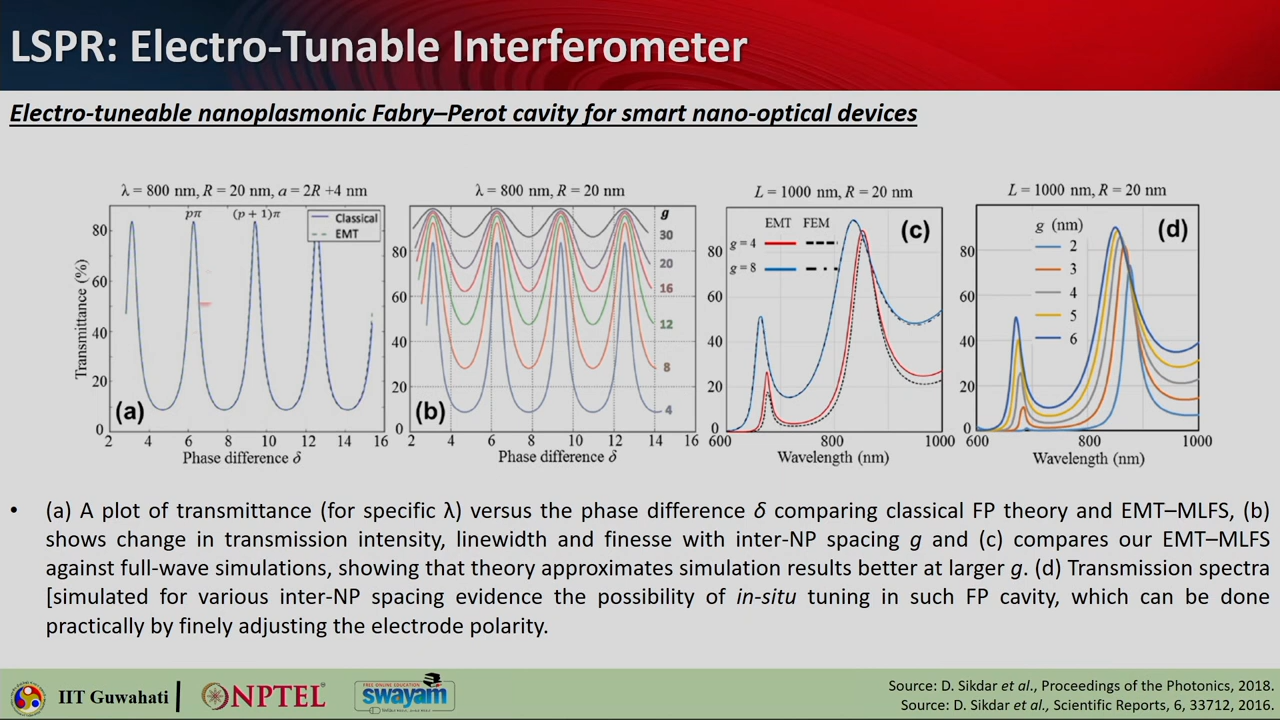 LSPR: Electro-Tunable Interferometer
Electro-tuneable nanoplasmonic Fabry–Perot cavity for smart nano-optical devices
λ = 800 nm, R = 20 nm, a = 2R +4 nm
pπ (p + 1)π
Classical
EMT
80
60
40
20
0
Transmittance (%)
(a)
2 4 6 8 10 12 14 16
Phase difference δ
λ = 800 nm, R = 20 nm
g
30
20
16
12
8
4
80
60
40
20
0
(b)
2 4 6 8 10 12 14 16
Phase difference δ
L = 1000 nm, R = 20 nm
EMT FEM
g = 4
g = 8
(c)
80
60
40
20
0
600 800 1000
Wavelength (nm)
L = 1000 nm, R = 20 nm
g (nm)
2
3
4
5
6
(d)
80
60
40
20
0
600 800 1000
Wavelength (nm)
• (a) A plot of transmittance (for specific λ) versus the phase difference δ comparing classical FP theory and EMT–MLFS, (b)
shows change in transmission intensity, linewidth and finesse with inter-NP spacing g and (c) compares our EMT–MLFS
against full-wave simulations, showing that theory approximates simulation results better at larger g. (d) Transmission spectra
[simulated for various inter-NP spacing evidence the possibility of in-situ tuning in such FP cavity, which can be done
practically by finely adjusting the electrode polarity.
IIT Guwahati
NPTEL
FREE ONLINE EDUCATION
swayam
Source: D. Sikdar et al., Proceedings of the Photonics, 2018.
Source: D. Sikdar et al., Scientific Reports, 6, 33712, 2016.